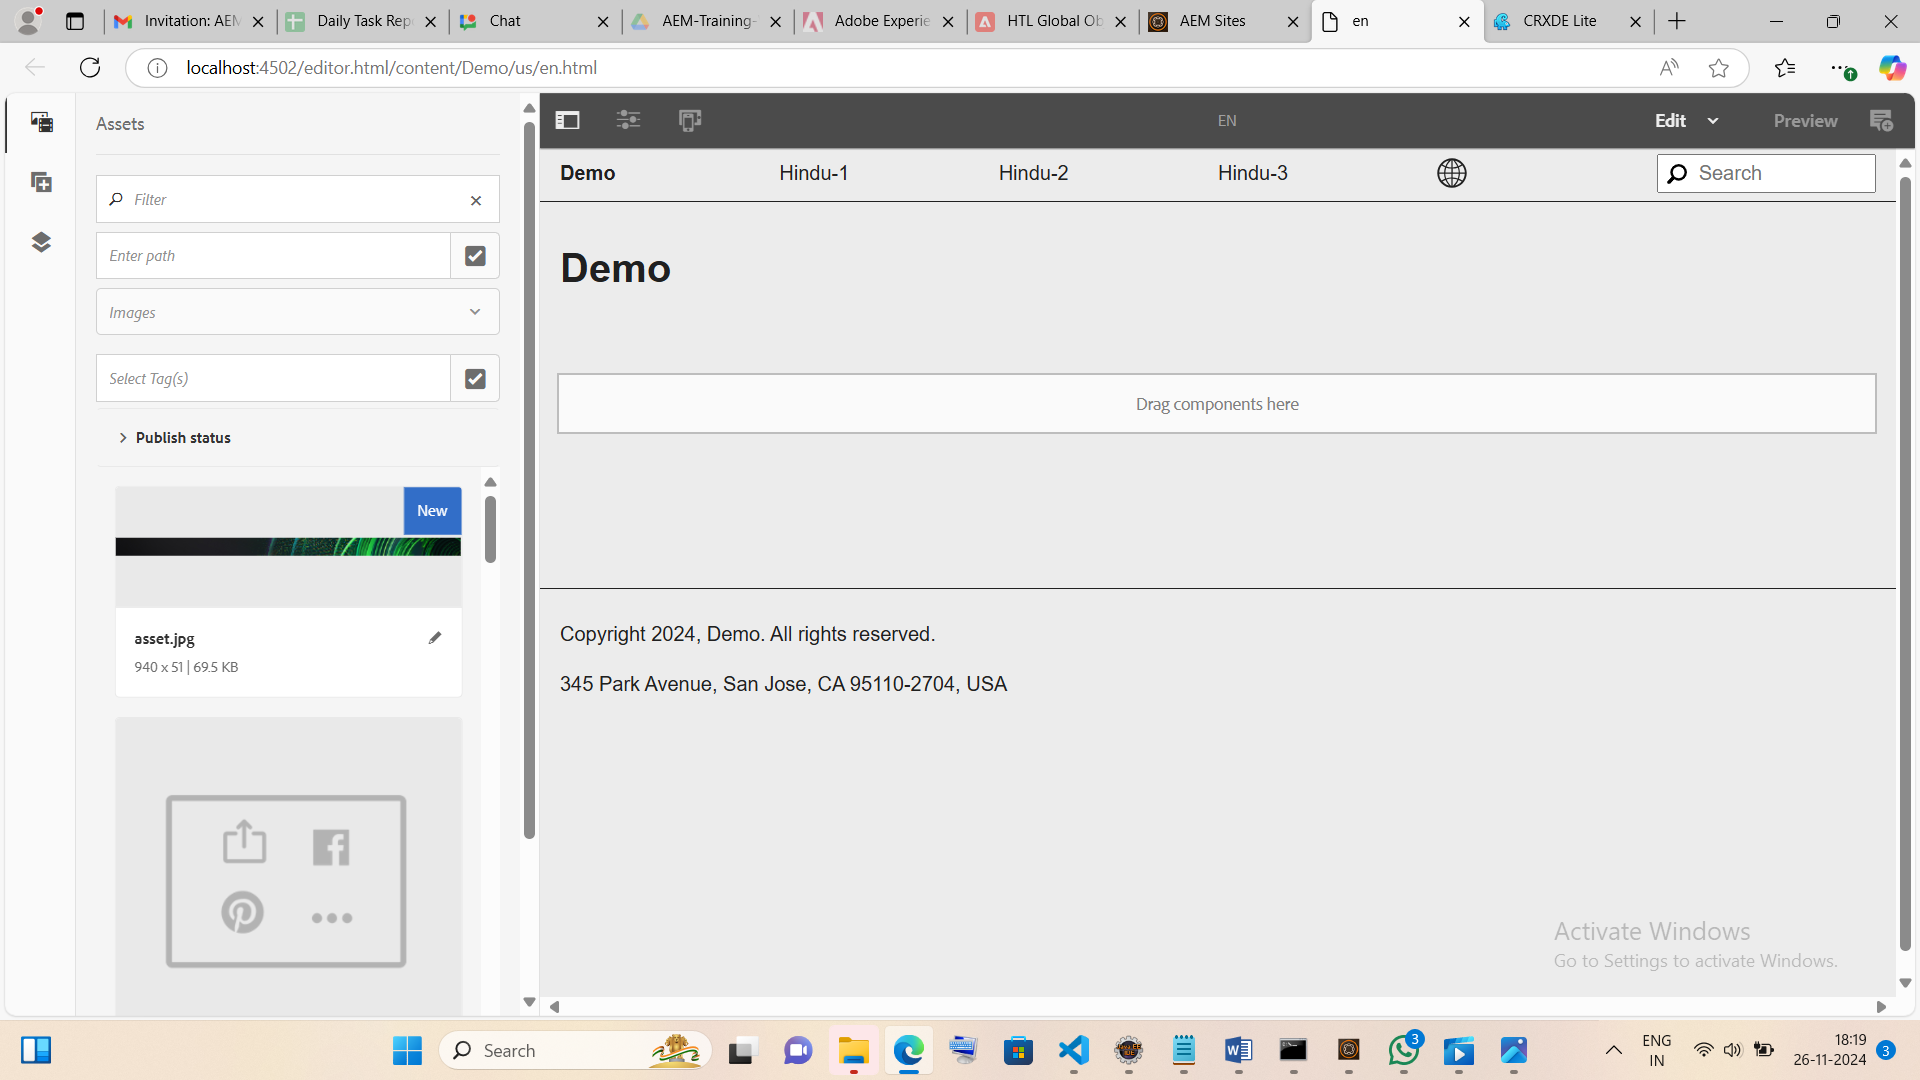 Invitation: AEM
Daily Task Rep
Chat
AEM-Training-
Adobe Experie
HTL Global Ob
AEM Sites
en
CRXDE Lite
localhost:4502/editor.html/content/Demo/us/en.html
Assets
EN
Edit
Preview
Demo
Hindu-1
Hindu-2
Hindu-3
Search
Filter
Enter path
Images
Select Tag(s)
Publish status
New
asset.jpg
940 x 51 | 69.5 KB
Demo
Drag components here
Copyright 2024, Demo. All rights reserved.
345 Park Avenue, San Jose, CA 95110-2704, USA
Activate Windows
Go to Settings to activate Windows.
Search
3
ENG
IN
18:19
26-11-2024
3